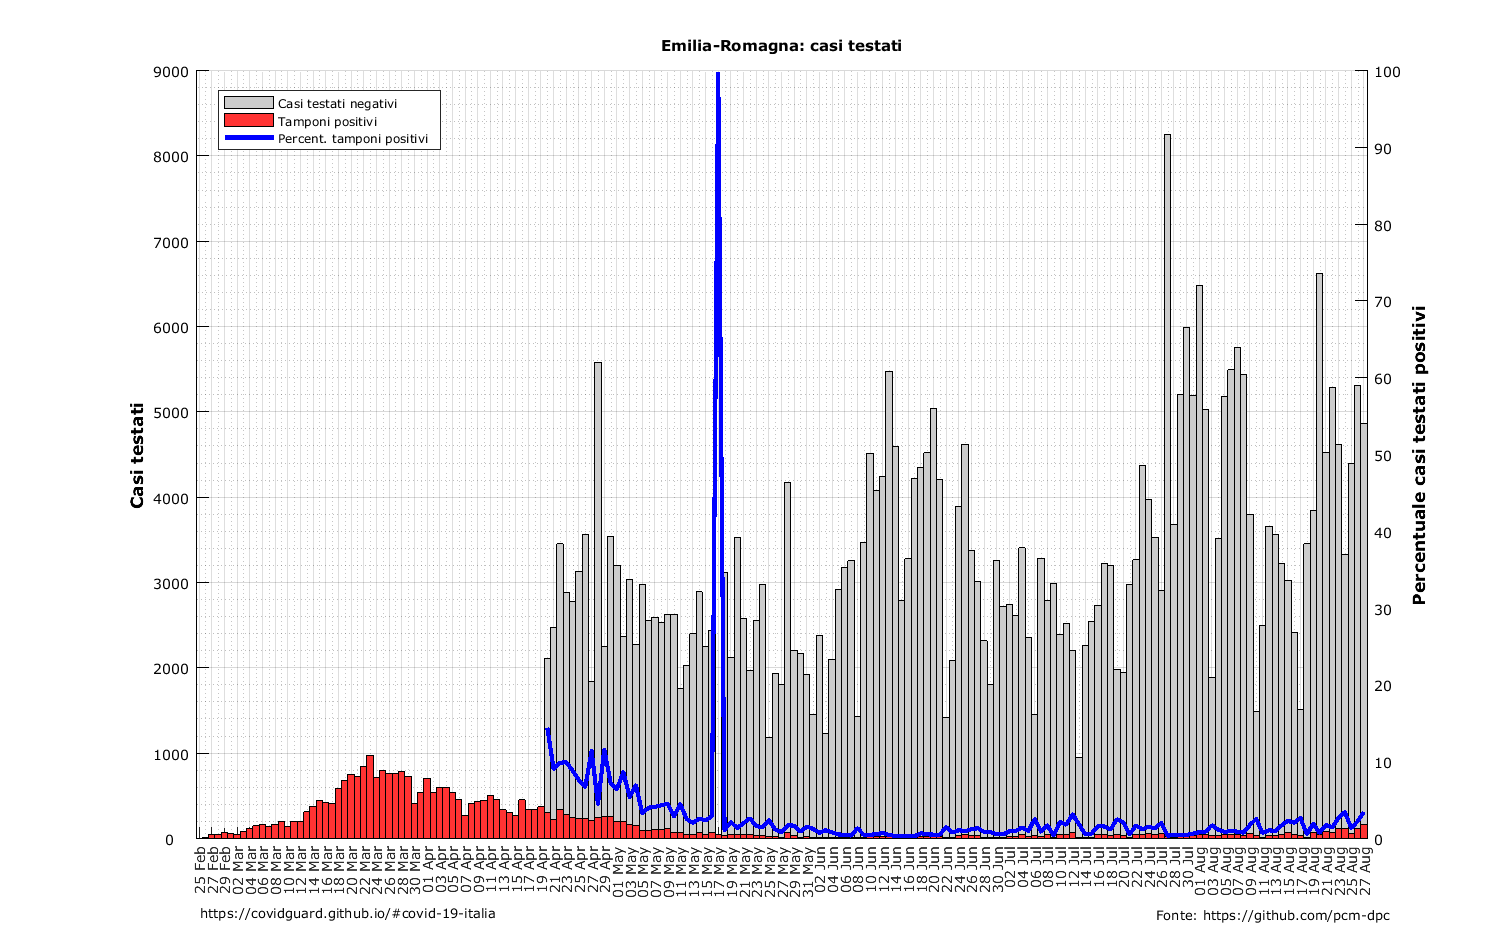 Emilia-Romagna: casi testati
Casi testati negativi
Tamponi positivi
Percent. tamponi positivi
Casi testati
9000
8000
7000
6000
5000
4000
3000
2000
1000
0
100
90
80
70
60
50
40
30
20
10
0
Percentuale casi testati positivi
25 Feb
27 Feb
29 Feb
02 Mar
04 Mar
06 Mar
08 Mar
10 Mar
12 Mar
14 Mar
16 Mar
18 Mar
20 Mar
22 Mar
24 Mar
26 Mar
28 Mar
30 Mar
01 Apr
03 Apr
05 Apr
07 Apr
09 Apr
11 Apr
13 Apr
15 Apr
17 Apr
19 Apr
21 Apr
23 Apr
25 Apr
27 Apr
29 Apr
01 May
03 May
05 May
07 May
09 May
11 May
13 May
15 May
17 May
19 May
21 May
23 May
25 May
27 May
29 May
31 May
02 Jun
04 Jun
06 Jun
08 Jun
10 Jun
12 Jun
14 Jun
16 Jun
18 Jun
20 Jun
22 Jun
24 Jun
26 Jun
28 Jun
30 Jun
02 Jul
04 Jul
06 Jul
08 Jul
10 Jul
12 Jul
14 Jul
16 Jul
18 Jul
20 Jul
22 Jul
24 Jul
26 Jul
28 Jul
30 Jul
01 Aug
03 Aug
05 Aug
07 Aug
09 Aug
11 Aug
13 Aug
15 Aug
17 Aug
19 Aug
21 Aug
23 Aug
25 Aug
27 Aug
https://covidguard.github.io/#covid-19-italia
Fonte: https://github.com/pcm-dpc